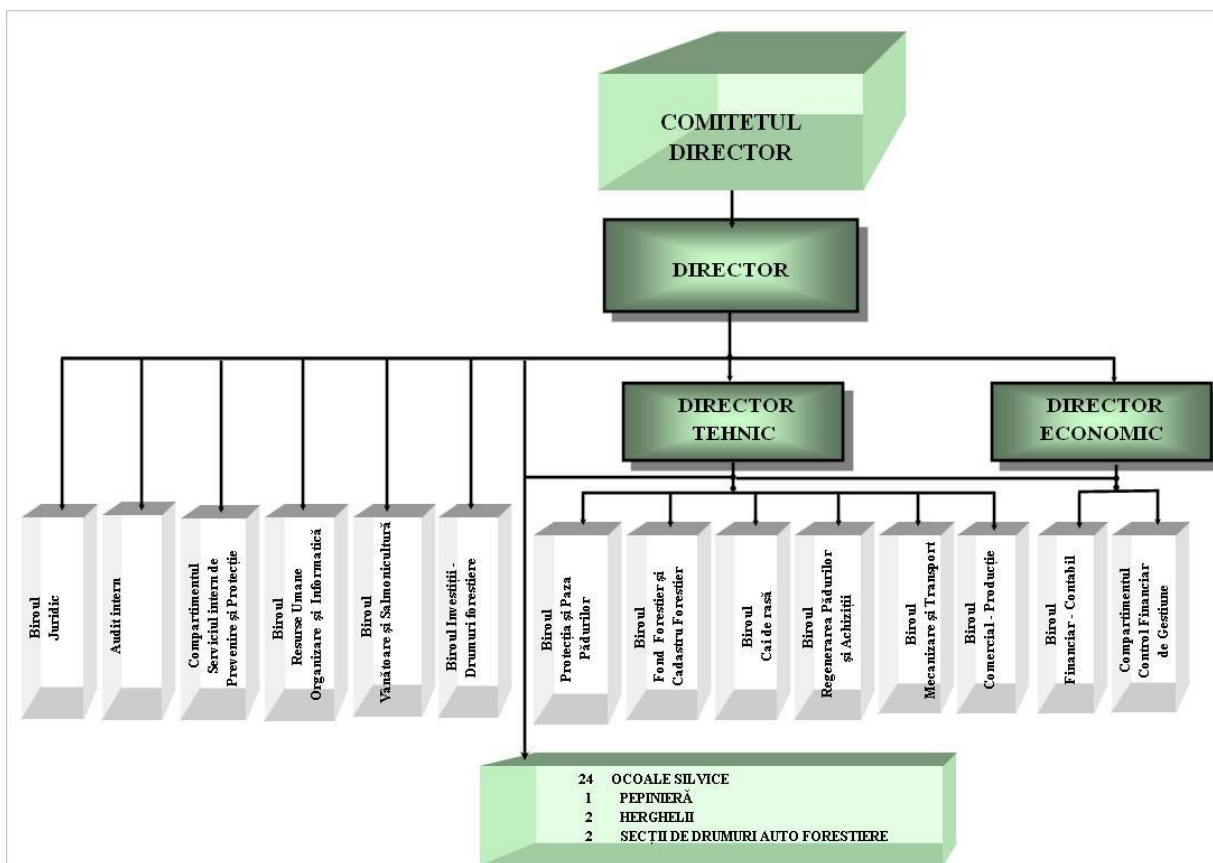 COMITETUL
DIRECTOR
DIRECTOR
DIRECTOR
TEHNIC
DIRECTOR
ECONOMIC
Biroul
Juridic
Audit intern
Compartimentul
Serviciul intern de
Prevenire și Protecție
Biroul
Resurse Umane
Organizare și Informatică
Biroul
Vânătoare și Salmonicultură
Biroul Investiții -
Drumuri forestiere
Biroul
Protecția și Paza
Pădurilor
Biroul
Fond Forestier și
Cadastru Forestier
Biroul
Cai de rasă
Biroul
Regenerarea Pădurilor
și Achiziții
Biroul
Mecanizare și Transport
Biroul
Comercial - Producție
Biroul
Financiar - Contabil
Compartimentul
Control Financiar
de Gestiune
24 OCOALE SILVICE
1 PEPINIERĂ
2 HERGHELII
2 SECȚII DE DRUMURI AUTO FORESTIERE